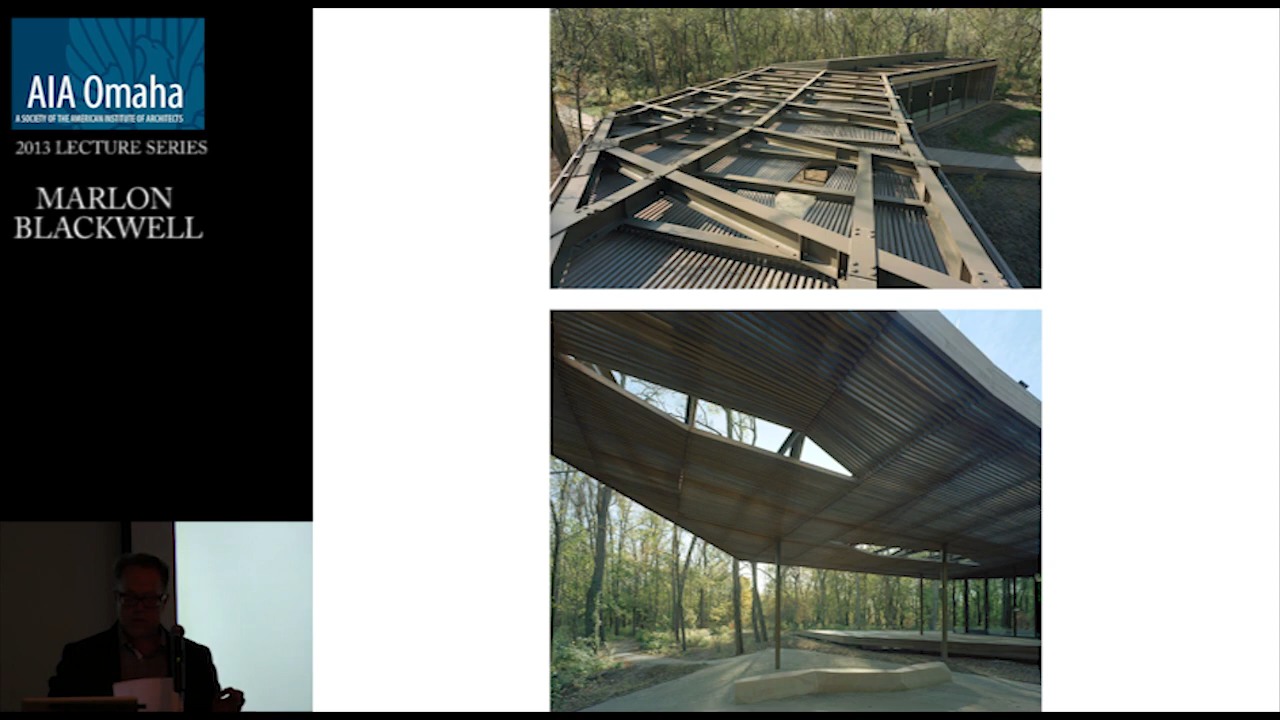 AIA Omaha
A SOCIETY OF THE AMERICAN INSTITUTE OF ARCHITECTS
2013 LECTURE SERIES
MARLON
BLACKWELL